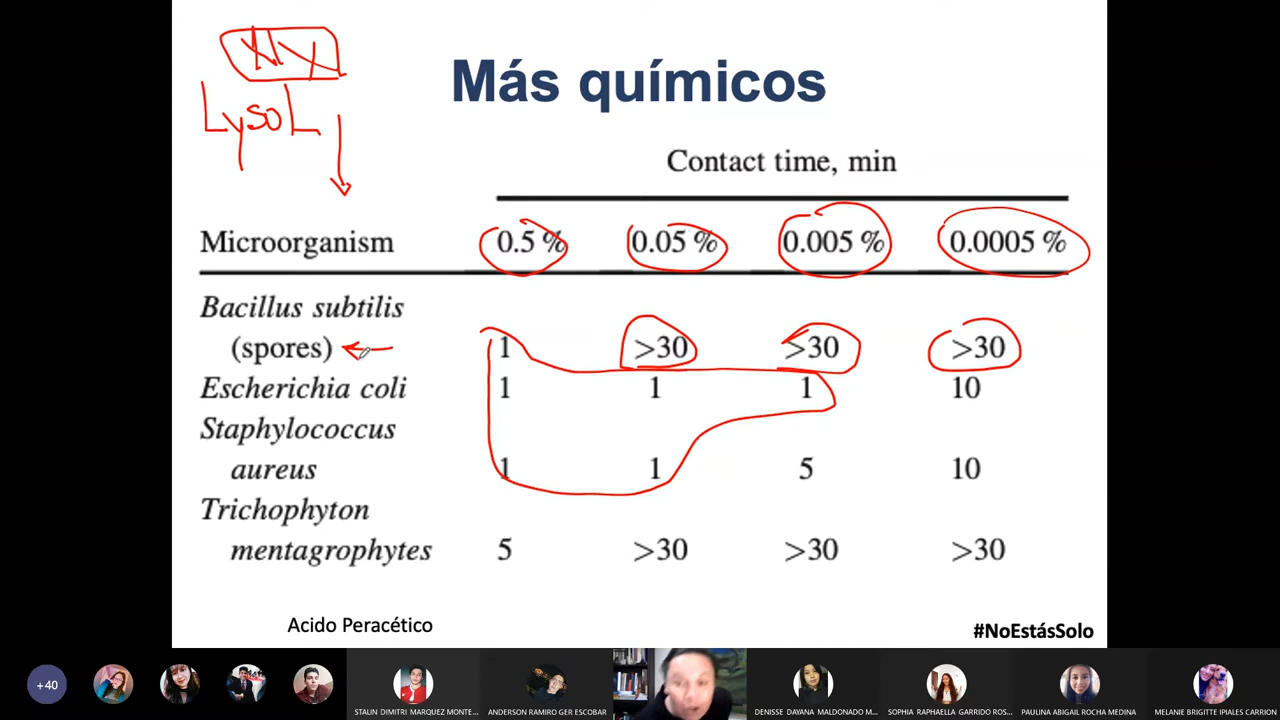 XIX
LysoL
Más químicos
Contact time, min
Microorganism 0.5 % 0.05 % 0.005 % 0.0005 %
Bacillus subtilis
(spores) 1 >30 >30 >30
Escherichia coli 1 1 1 10
Staphylococcus
aureus 1 1 5 10
Trichophyton
mentagrophytes 5 >30 >30 >30
Acido Peracético
#NoEstásSolo
+40
STALIN DIMITRI MARQUEZ MONTE...
ANDERSON RAMIRO GER ESCOBAR
DENISSE DAYANA MALDONADO M...
SOPHIA RAPHAELLA GARRIDO ROS...
PAULINA ABIGAIL ROCHA MEDINA
MELANIE BRIGITTE IPIALES CARRION